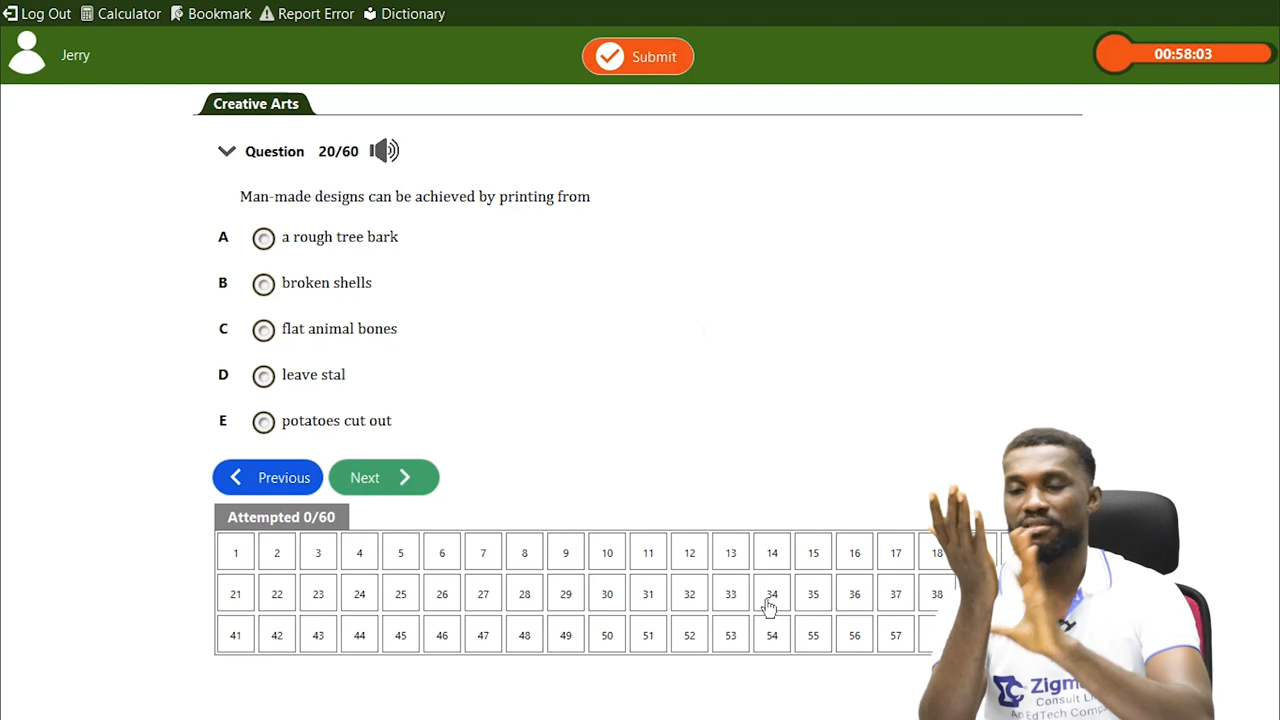 Log Out Calculator Bookmark Report Error Dictionary
Jerry Submit 00:58:03
Creative Arts
Question 20/60
Man-made designs can be achieved by printing from
A a rough tree bark
B broken shells
C flat animal bones
D leave stal
E potatoes cut out
Previous Next
Attempted 0/60
1 2 3 4 5 6 7 8 9 10 11 12 13 14 15 16 17 18
21 22 23 24 25 26 27 28 29 30 31 32 33 34 35 36 37 38
41 42 43 44 45 46 47 48 49 50 51 52 53 54 55 56 57
Consult
An EdTech